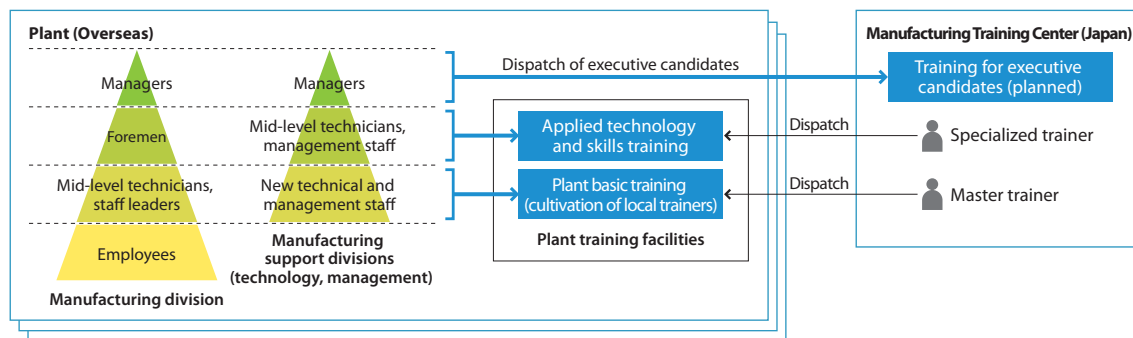 Plant (Overseas)
Managers
Foremen
Mid-level technicians,
staff leaders
Employees
Manufacturing division
Managers
Mid-level technicians,
management staff
New technical and
management staff
Manufacturing
support divisions
(technology, management)
Dispatch of executive candidates
Applied technology
and skills training
Plant basic training
(cultivation of local trainers)
Plant training facilities
Dispatch
Dispatch
Manufacturing Training Center (Japan)
Training for executive
candidates (planned)
Specialized trainer
Master trainer